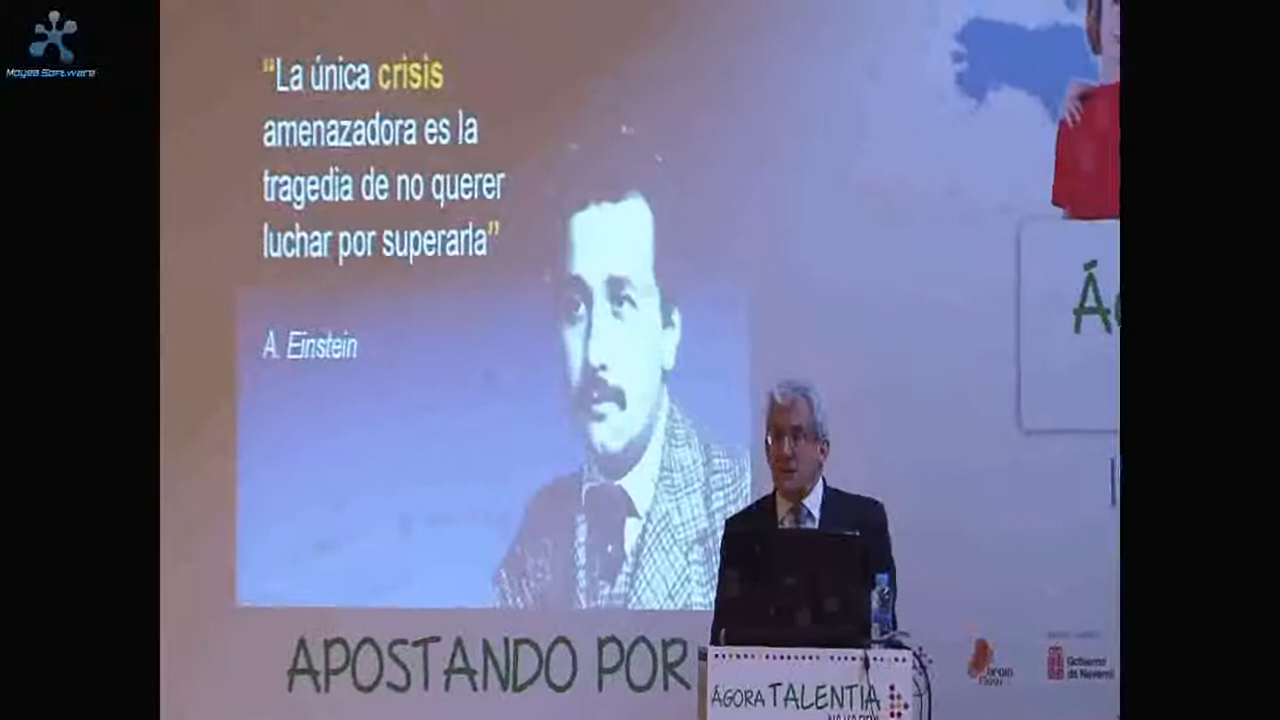 Moyea Software
“La única crisis
amenazadora es la
tragedia de no querer
luchar por superarla”
A. Einstein
APOSTANDO POR
ÁGORA TALENTIA
NAVARRA
Gobierno
de Navarra